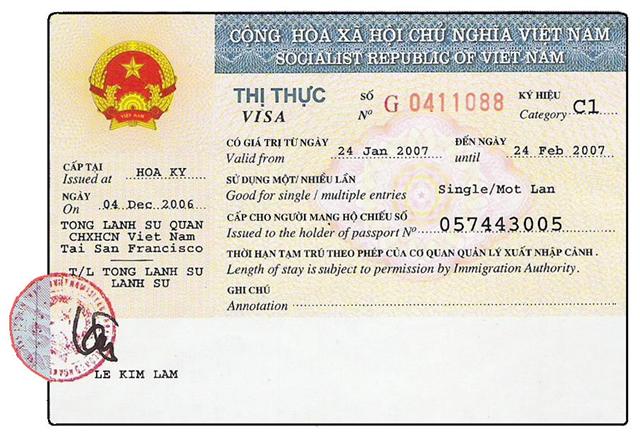 CỘNG HOA XÃ HỘI CHỦ NGHĨA VIỆT NAM
SOCIALIST REPUBLIC OF VIETNAM
VIỆT NAM
THỊ THỰC
VISA
SỐ
Nº G 0411088
KÝ HIỆU
Category C1
CÓ GIÁ TRỊ TỪ NGÀY
Valid from 24 Jan 2007
ĐẾN NGÀY
until 24 Feb 2007
CẤP TẠI
Issued at HOA KY
NGÀY
On 04 Dec 2006
TONG LANH SU QUAN
CHXHCN Viet Nam
Tai San Francisco
T/L TONG LANH SU
LANH SU
SỬ DỤNG MỘT/ NHIỀU LẦN
Good for single / multiple entries Single/Mot Lan
CẤP CHO NGƯỜI MANG HỘ CHIẾU SỐ
Issued to the holder of passport Nº 057443005
THỜI HẠN TẠM TRÚ THEO PHÉP CỦA CƠ QUAN QUẢN LÝ XUẤT NHẬP CẢNH .
Length of stay is subject to permission by Immigration Authority.
GHI CHÚ
Annotation
LE KIM LAM